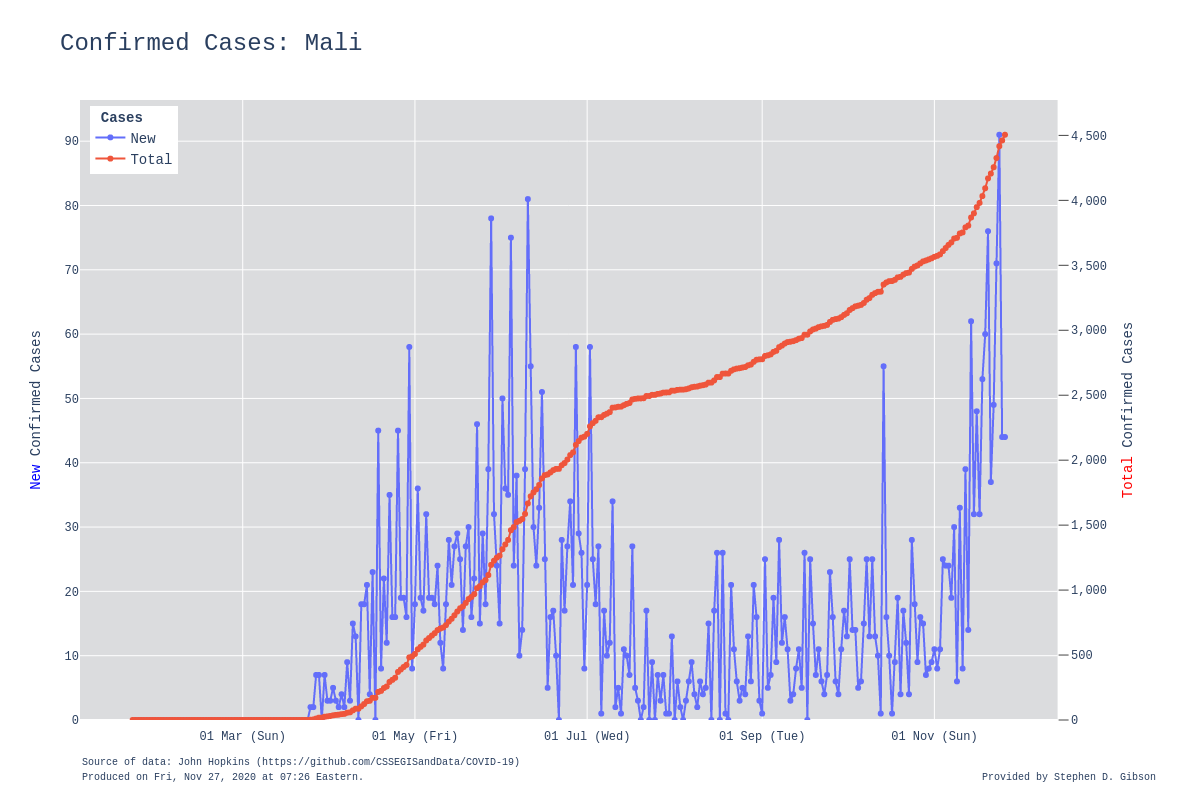 Confirmed Cases: Mali
Cases
New
Total
90
80
70
60
50
40
30
20
10
0
New Confirmed Cases
4,500
4,000
3,500
3,000
2,500
2,000
1,500
1,000
500
0
Total Confirmed Cases
01 Mar (Sun)
01 May (Fri)
01 Jul (Wed)
01 Sep (Tue)
01 Nov (Sun)
Source of data: John Hopkins (https://github.com/CSSEGISandData/COVID-19)
Produced on Fri, Nov 27, 2020 at 07:26 Eastern.
Provided by Stephen D. Gibson